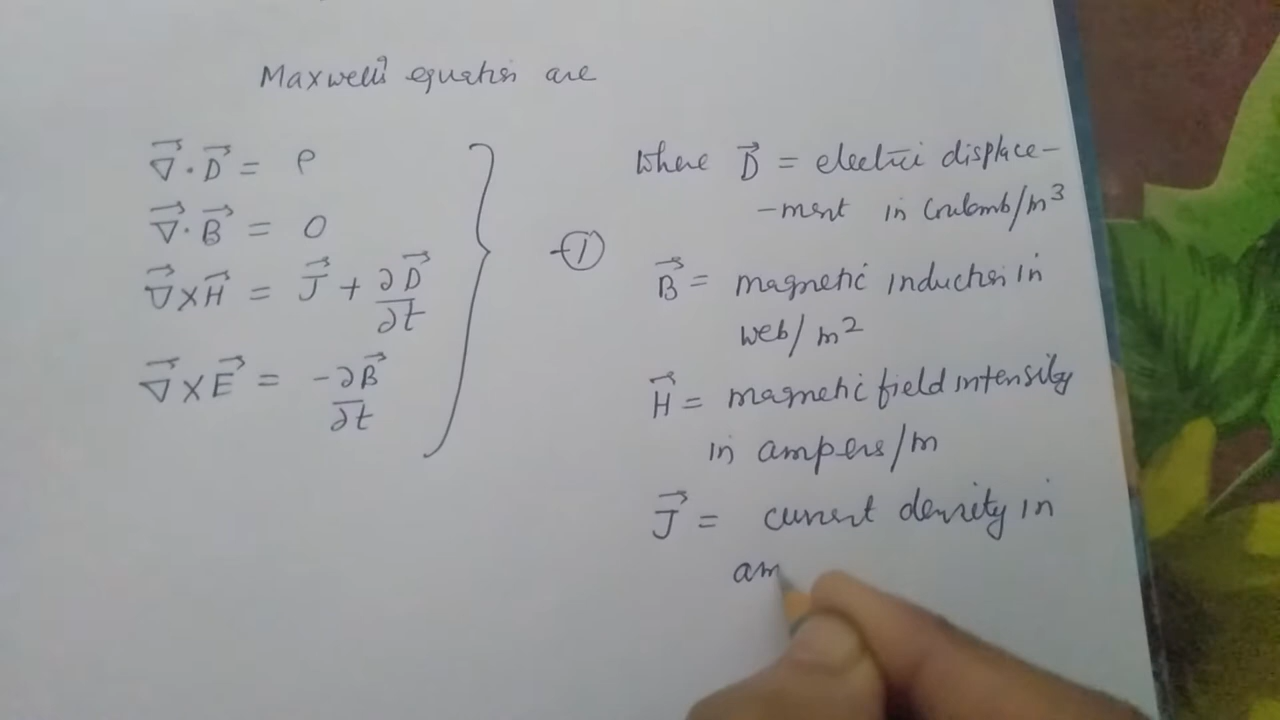 Maxwell's equation are
∇⃗ · D⃗ = ρ
∇⃗ · B⃗ = 0
∇⃗ × H⃗ = J⃗ + ∂D⃗/∂t
∇⃗ × E⃗ = -∂B⃗/∂t
-①
Where D⃗ = electric displace-
-ment in Coulomb/m³
B⃗ = magnetic induction in
web/m²
H⃗ = magnetic field intensity
in ampers/m
J⃗ = current density in
am